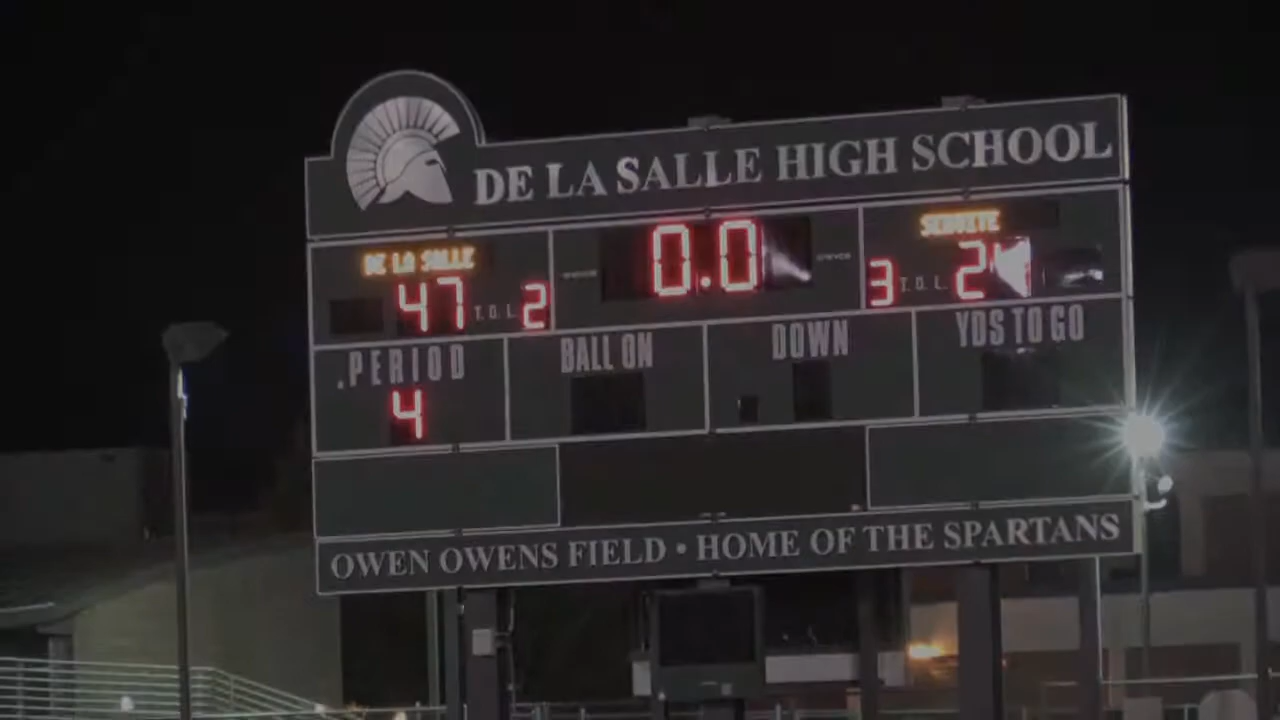 DE LA SALLE HIGH SCHOOL
DE LA SALLE 0.0 SERVITE
47 T.O.L. 2 3 T.O.L.
.PERIOD BALL ON DOWN YDS TO GO
4
OWEN OWENS FIELD • HOME OF THE SPARTANS